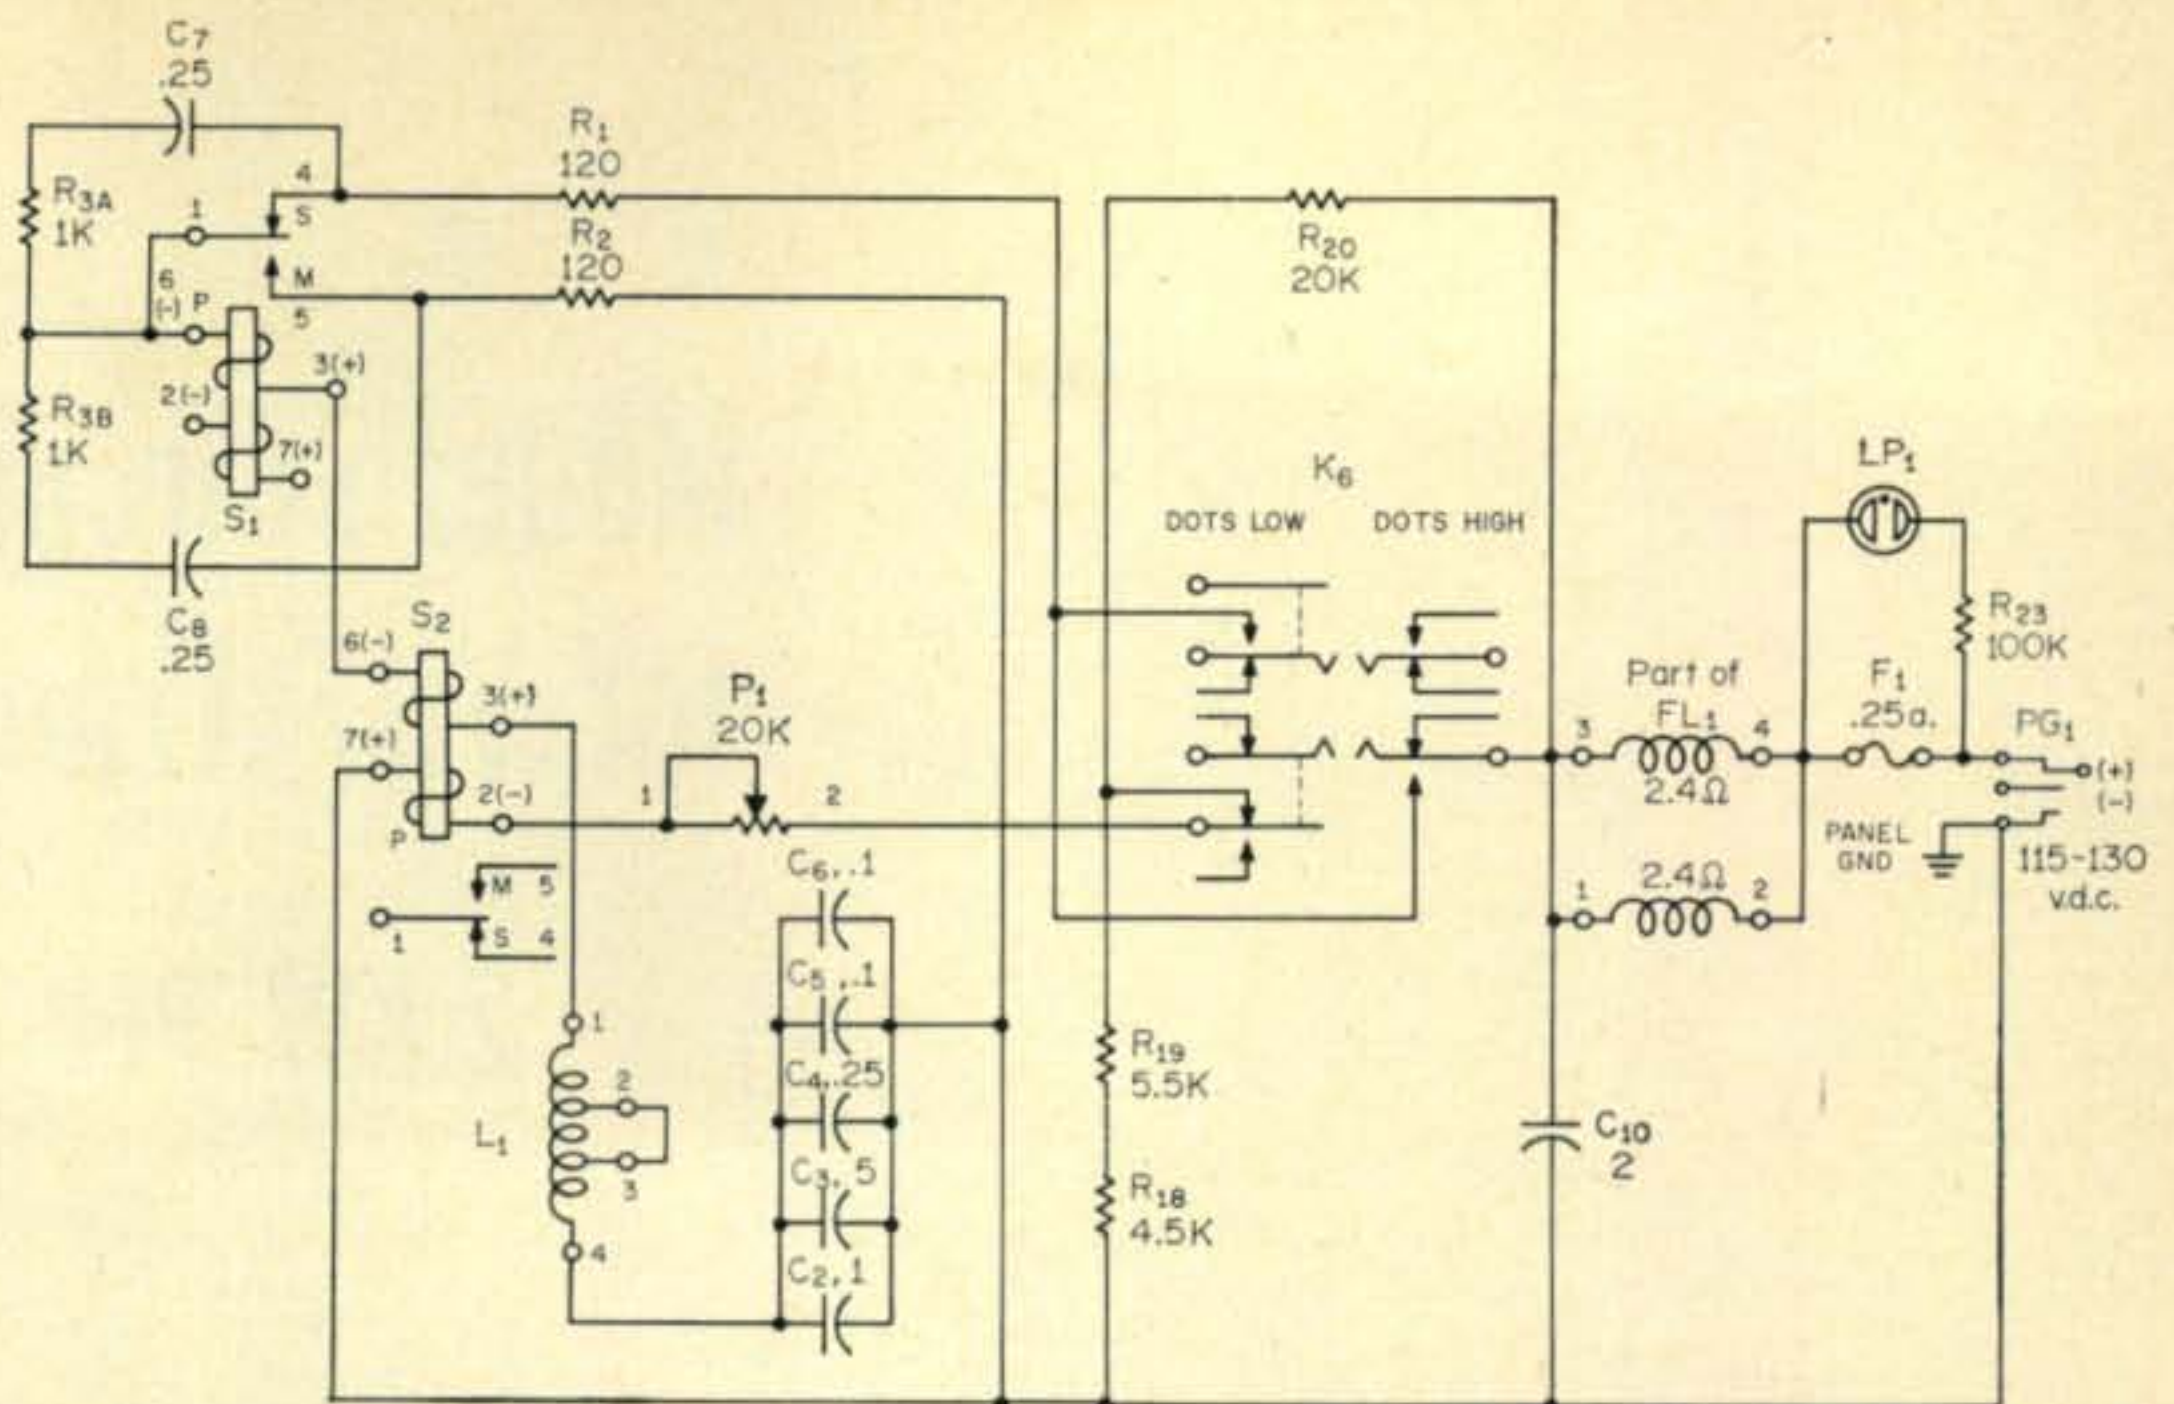 C7
.25
R3A
1K
4
1
S
R1
120
R2
120
6
(-) P
M
5
3(+)
2(-)
7(+)
R3B
1K
S1
C8
.25
S2
6(-)
3(+)
7(+)
2(-)
P
P1
20K
1
2
M 5
S 4
1
C6,.1
C5,.1
C4,.25
C3,.5
C2,1
1
2
3
4
L1
R20
20K
K6
DOTS LOW
DOTS HIGH
R19
5.5K
R18
4.5K
C10
2
LP1
R23
100K
Part of
FL1
3
4
2.4Ω
F1
.25a.
PG1
(+)
(-)
2.4Ω
1
2
PANEL
GND
115-130
v.d.c.